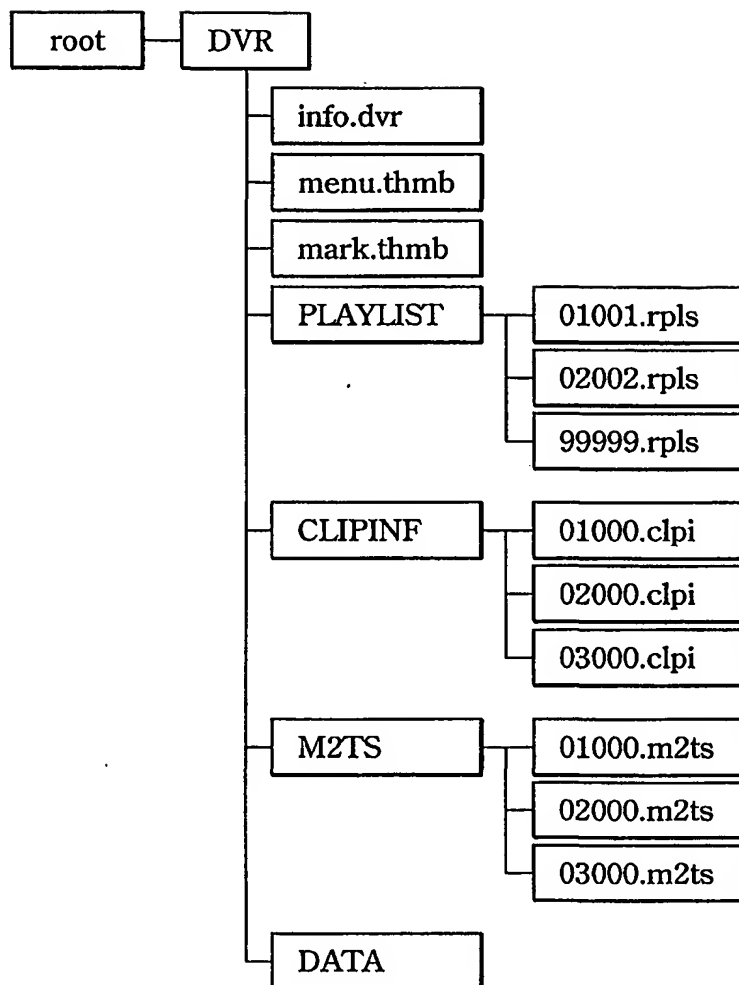 root DVR
info.dvr
menu.thmb
mark.thmb
PLAYLIST 01001.rpls
02002.rpls
99999.rpls
CLIPINF 01000.clpi
02000.clpi
03000.clpi
M2TS 01000.m2ts
02000.m2ts
03000.m2ts
DATA